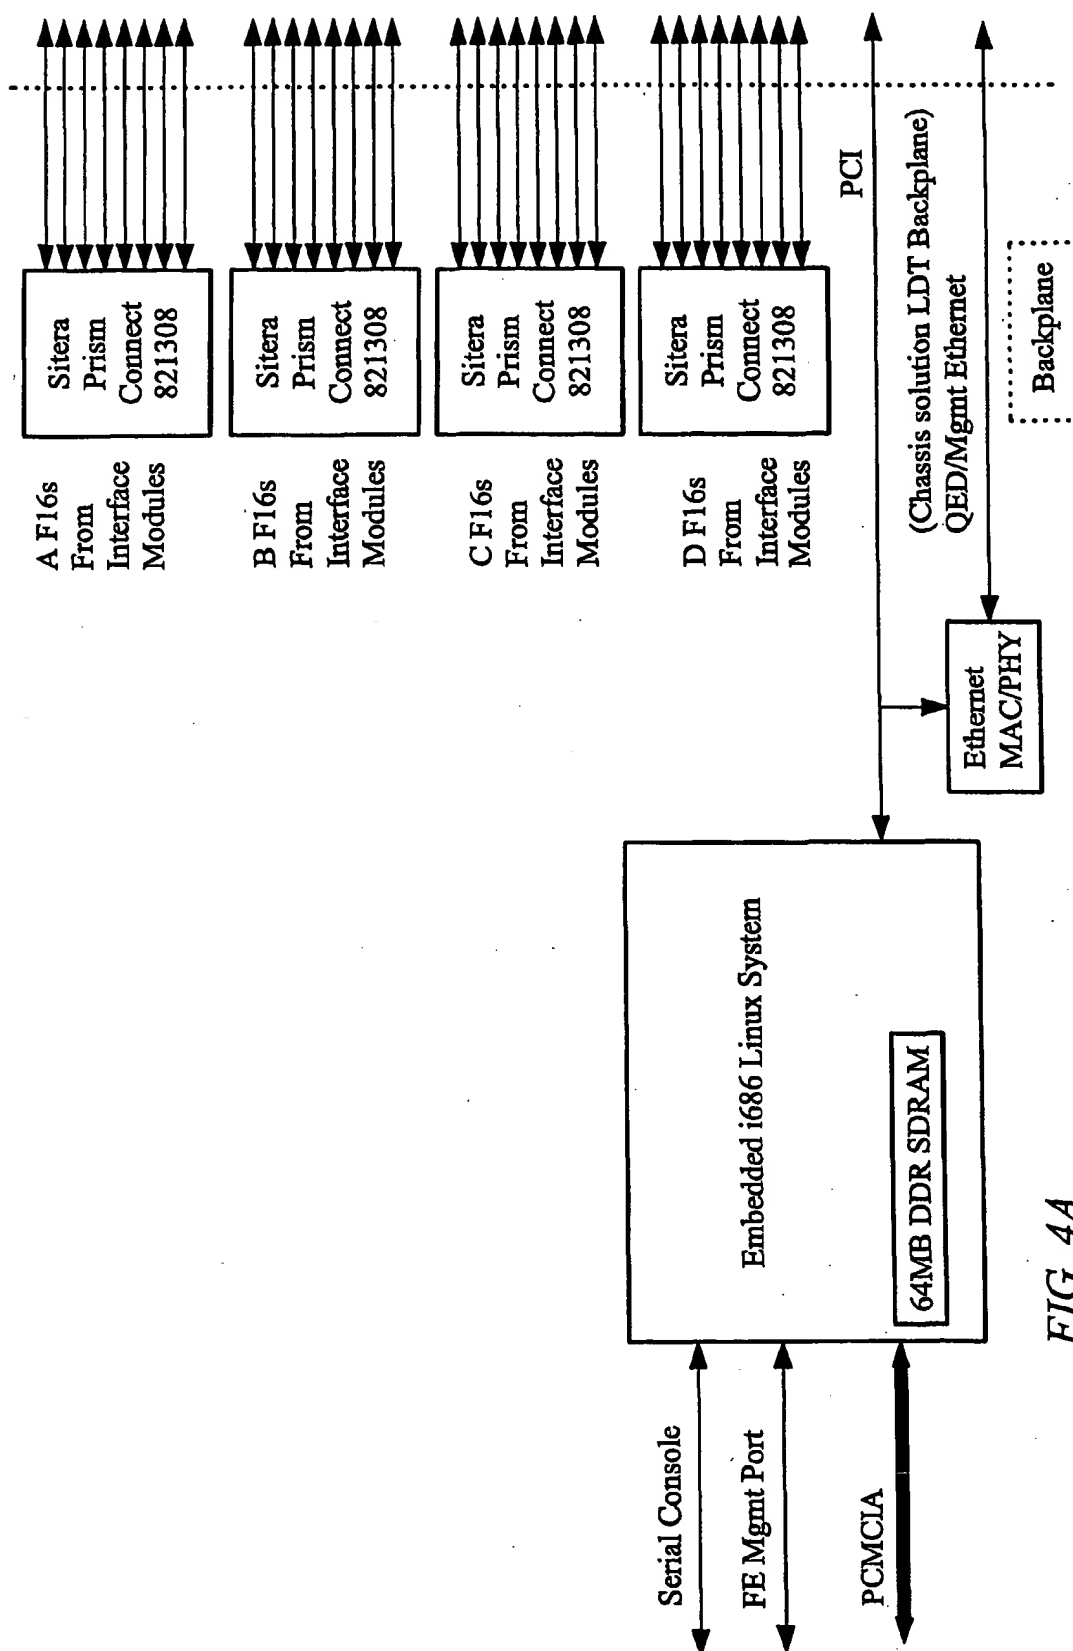 Sitera
Prism
Connect
821308
A F16s
From
Interface
Modules
Sitera
Prism
Connect
821308
B F16s
From
Interface
Modules
Sitera
Prism
Connect
821308
C F16s
From
Interface
Modules
Sitera
Prism
Connect
821308
D F16s
From
Interface
Modules
PCI
(Chassis solution LDT Backplane)
QED/Mgmt Ethernet
Backplane
Ethernet
MAC/PHY
Embedded i686 Linux System
64MB DDR SDRAM
Serial Console
FE Mgmt Port
PCMCIA
FIG. 4A